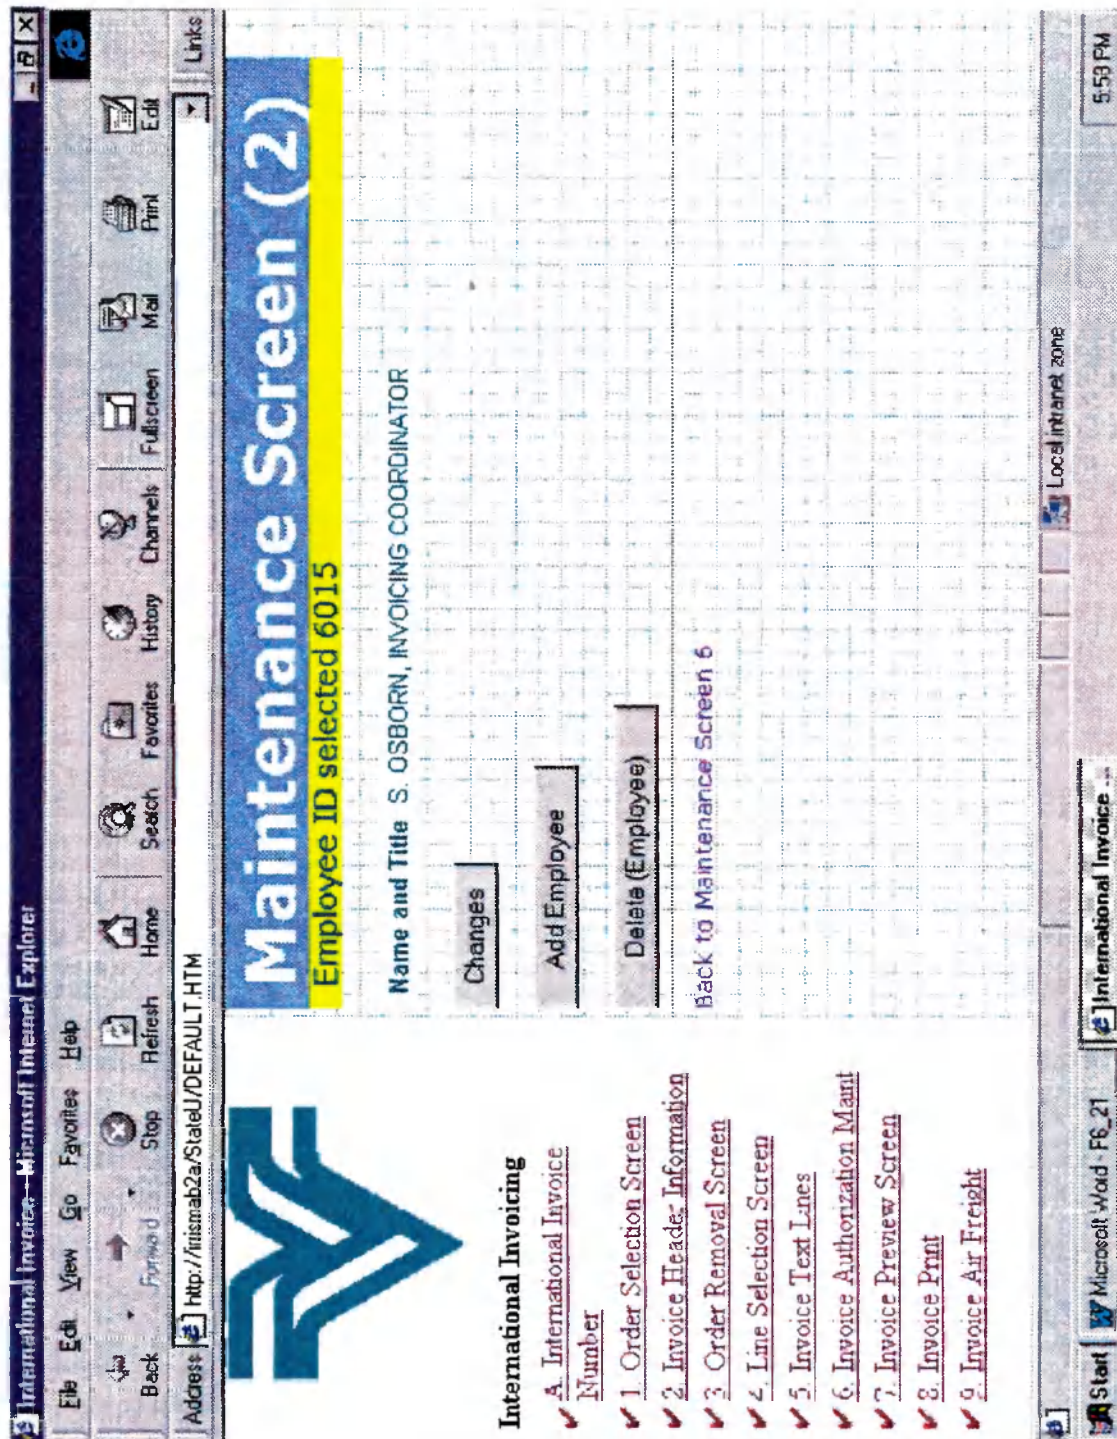 International Invoice - Microsoft Internet Explorer
File Edit View Go Favorites Help
Back Forward Stop Refresh Home Search Favorites History Channels Fullscreen Mail Print Edit
Address http://irismab2a/StateU/DEFAULT.HTM Links
International Invoicing
A. International Invoice
Number
1. Order Selection Screen
2. Invoice Header Information
3. Order Removal Screen
4. Line Selection Screen
5. Invoice Text Lines
6. Invoice Authorization Maint
7. Invoice Preview Screen
8. Invoice Print
9. Invoice Air Freight
Maintenance Screen (2)
Employee ID selected 6015
Name and Title S. OSBORN, INVOICING COORDINATOR
Changes
Add Employee
Delete (Employee)
Back to Maintenance Screen 6
Local intranet zone
Start Microsoft Word - F6_21 International Invoice ... 5:53 PM